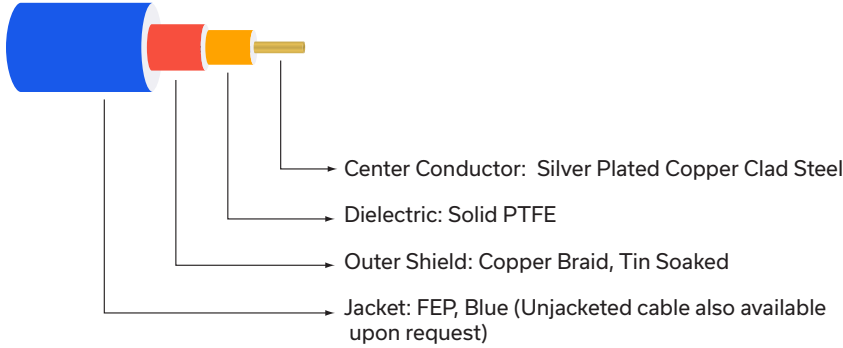 Center Conductor:  Silver Plated Copper Clad Steel
Dielectric: Solid PTFE
Outer Shield: Copper Braid, Tin Soaked
Jacket: FEP, Blue (Unjacketed cable also available
upon request)